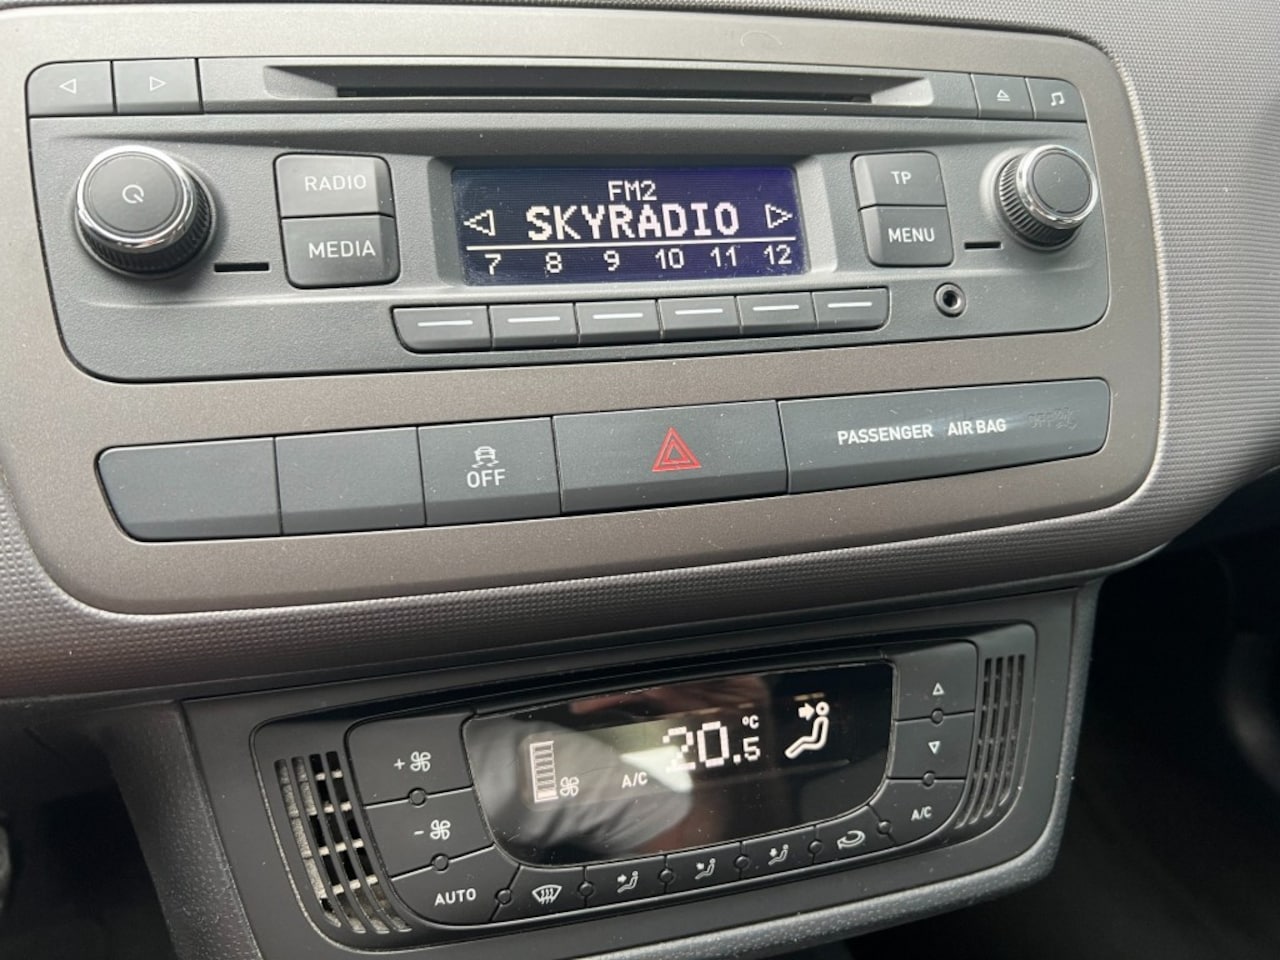 FM2
RADIO
TP
SKYRADIO
MEDIA
MENU
7 8 9 10 11 12
PASSENGER AIR BAG
OFF
20.5 °C
A/C
A/C
AUTO